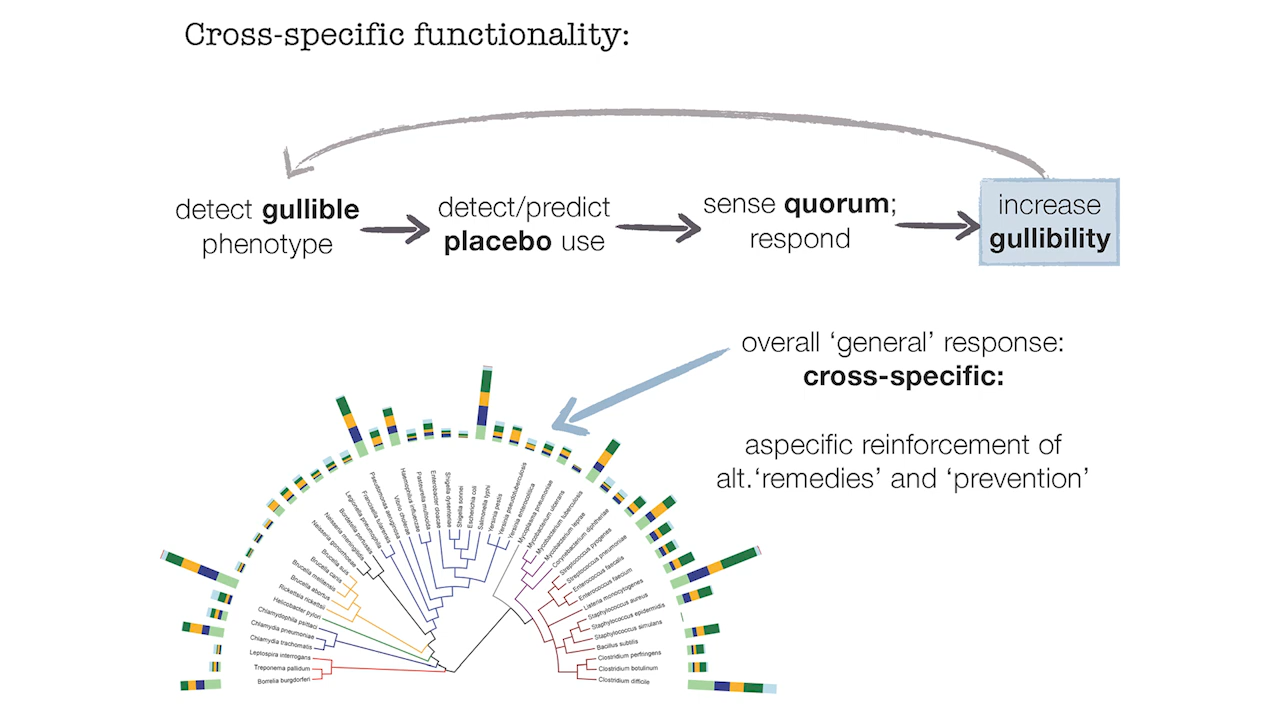 Cross-specific functionality:
detect gullible
phenotype
detect/predict
placebo use
sense quorum;
respond
increase
gullibility
overall ‘general’ response:
cross-specific:
aspecific reinforcement of
alt.‘remedies’ and ‘prevention’
Borrelia burgdorferi
Treponema pallidum
Leptospira interrogans
Chlamydia trachomatis
Chlamydia pneumoniae
Chlamydophila psittaci
Helicobacter pylori
Rickettsia rickettsii
Brucella abortus
Brucella melitensis
Brucella canis
Brucella suis
Neisseria gonorrhoeae
Neisseria meningitidis
Bordetella pertussis
Legionella pneumophila
Francisella tularensis
Pseudomonas aeruginosa
Vibrio cholerae
Haemophilus influenzae
Pasteurella multocida
Enterobacter cloacae
Shigella dysenteriae
Shigella sonnei
Escherichia coli
Salmonella typhi
Yersinia pestis
Yersinia pseudotuberculosis
Yersinia enterocolitica
Mycoplasma pneumoniae
Mycobacterium ulcerans
Mycobacterium tuberculosis
Mycobacterium leprae
Corynebacterium diphtheriae
Streptococcus pyogenes
Streptococcus pneumoniae
Enterococcus faecalis
Enterococcus faecium
Listeria monocytogenes
Staphylococcus aureus
Staphylococcus epidermidis
Staphylococcus simulans
Bacillus subtilis
Clostridium perfringens
Clostridium botulinum
Clostridium difficile